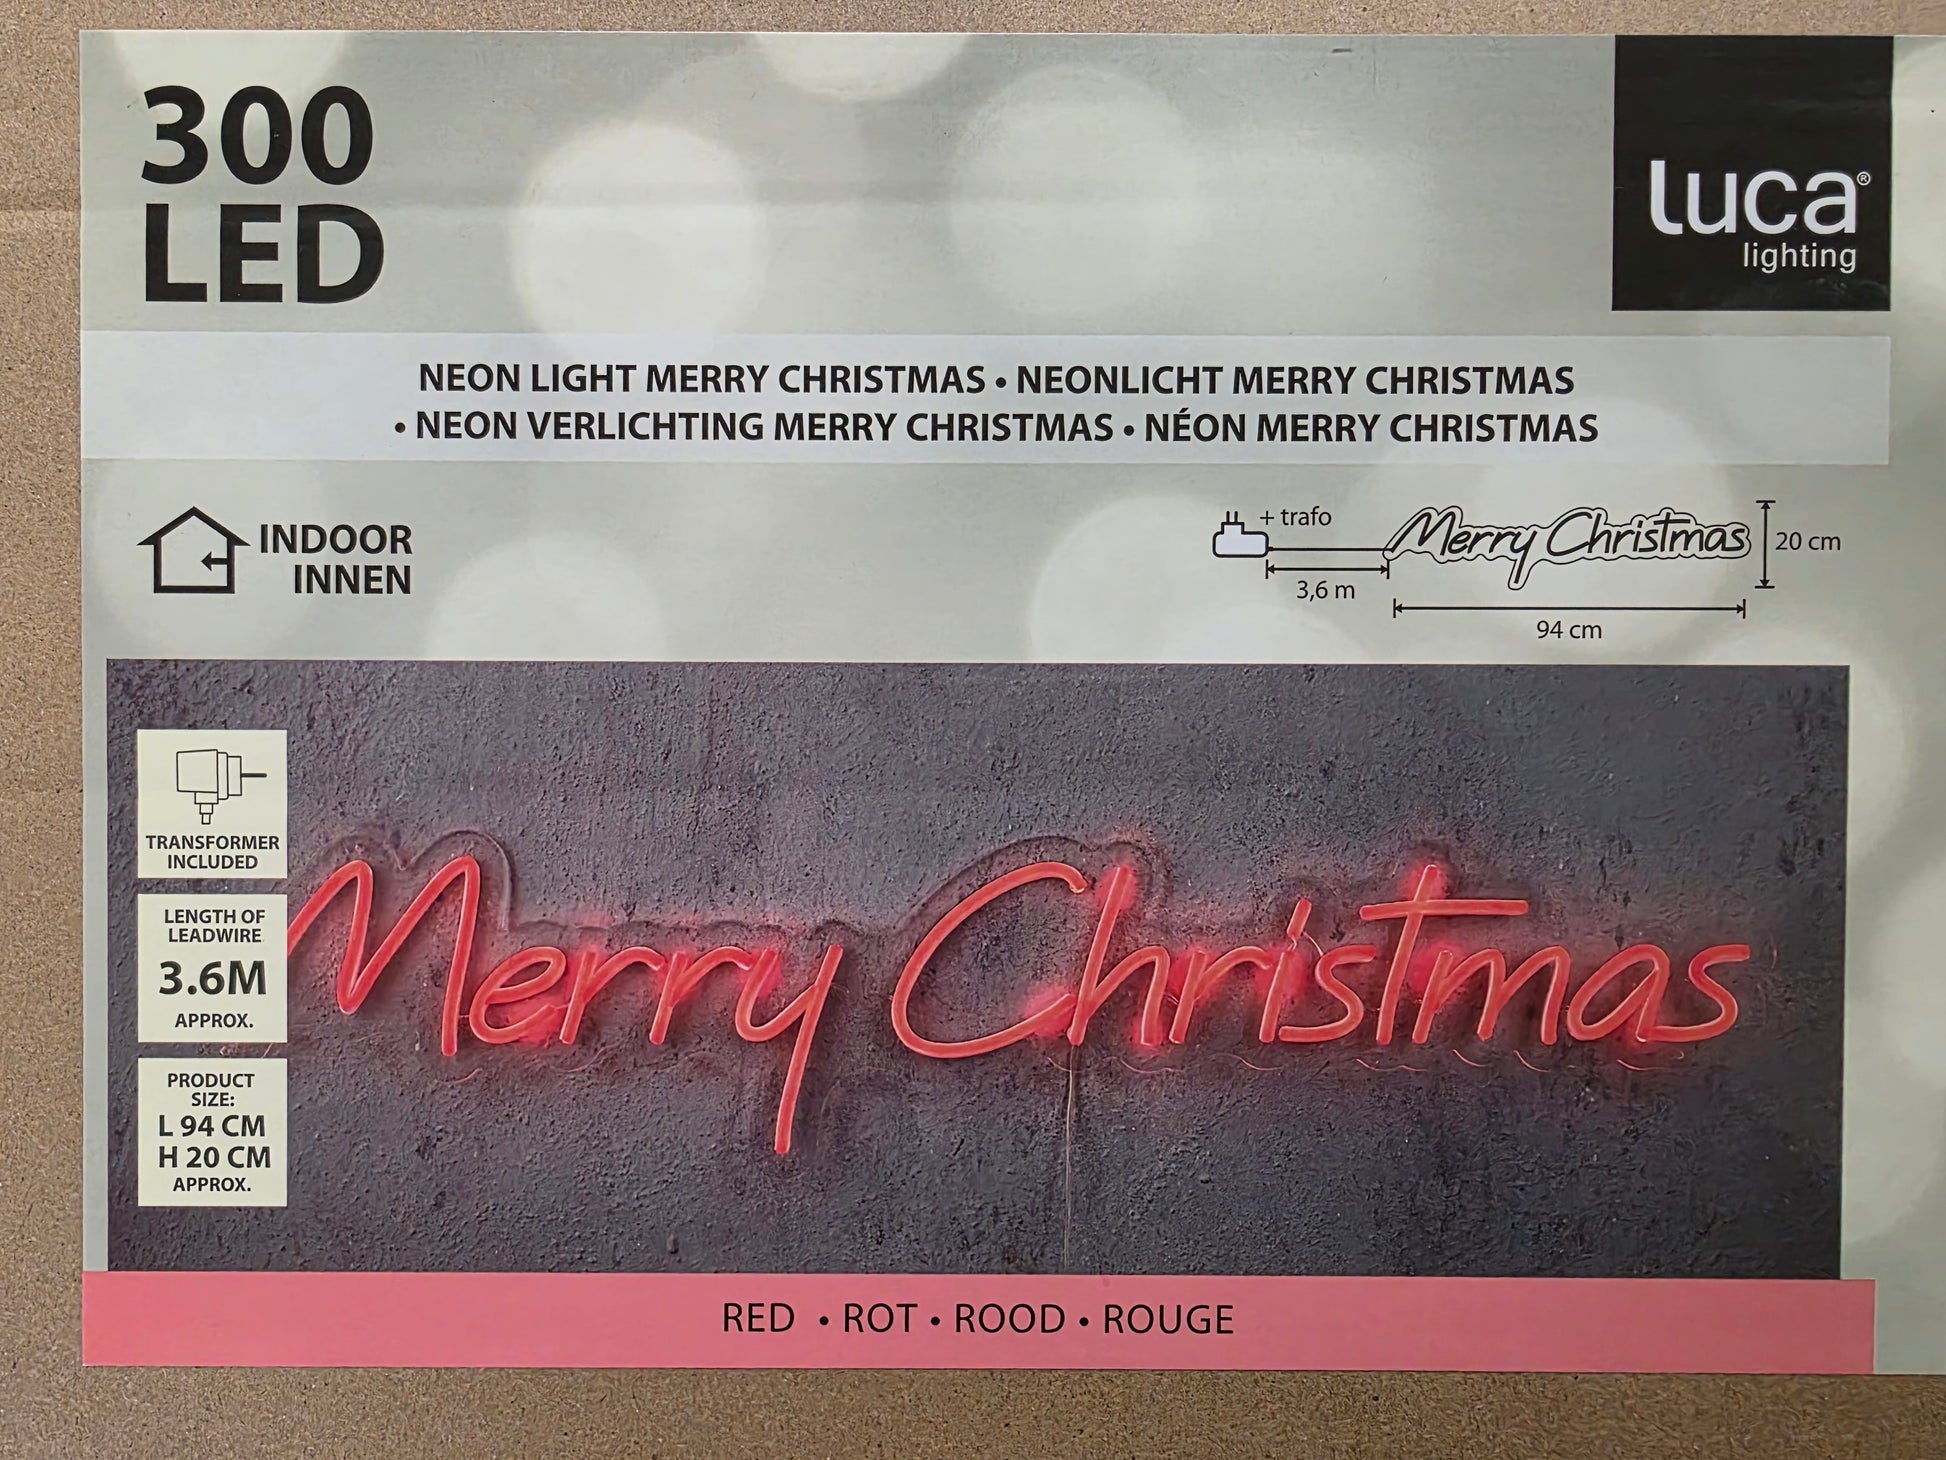 300
LED
luca®
lighting
NEON LIGHT MERRY CHRISTMAS • NEONLICHT MERRY CHRISTMAS
• NEON VERLICHTING MERRY CHRISTMAS • NÉON MERRY CHRISTMAS
INDOOR
INNEN
+ trafo
Merry Christmas
20 cm
3,6 m
94 cm
TRANSFORMER
INCLUDED
LENGTH OF
LEADWIRE
3.6M
APPROX.
PRODUCT
SIZE:
L 94 CM
H 20 CM
APPROX.
Merry Christmas
RED • ROT • ROOD • ROUGE